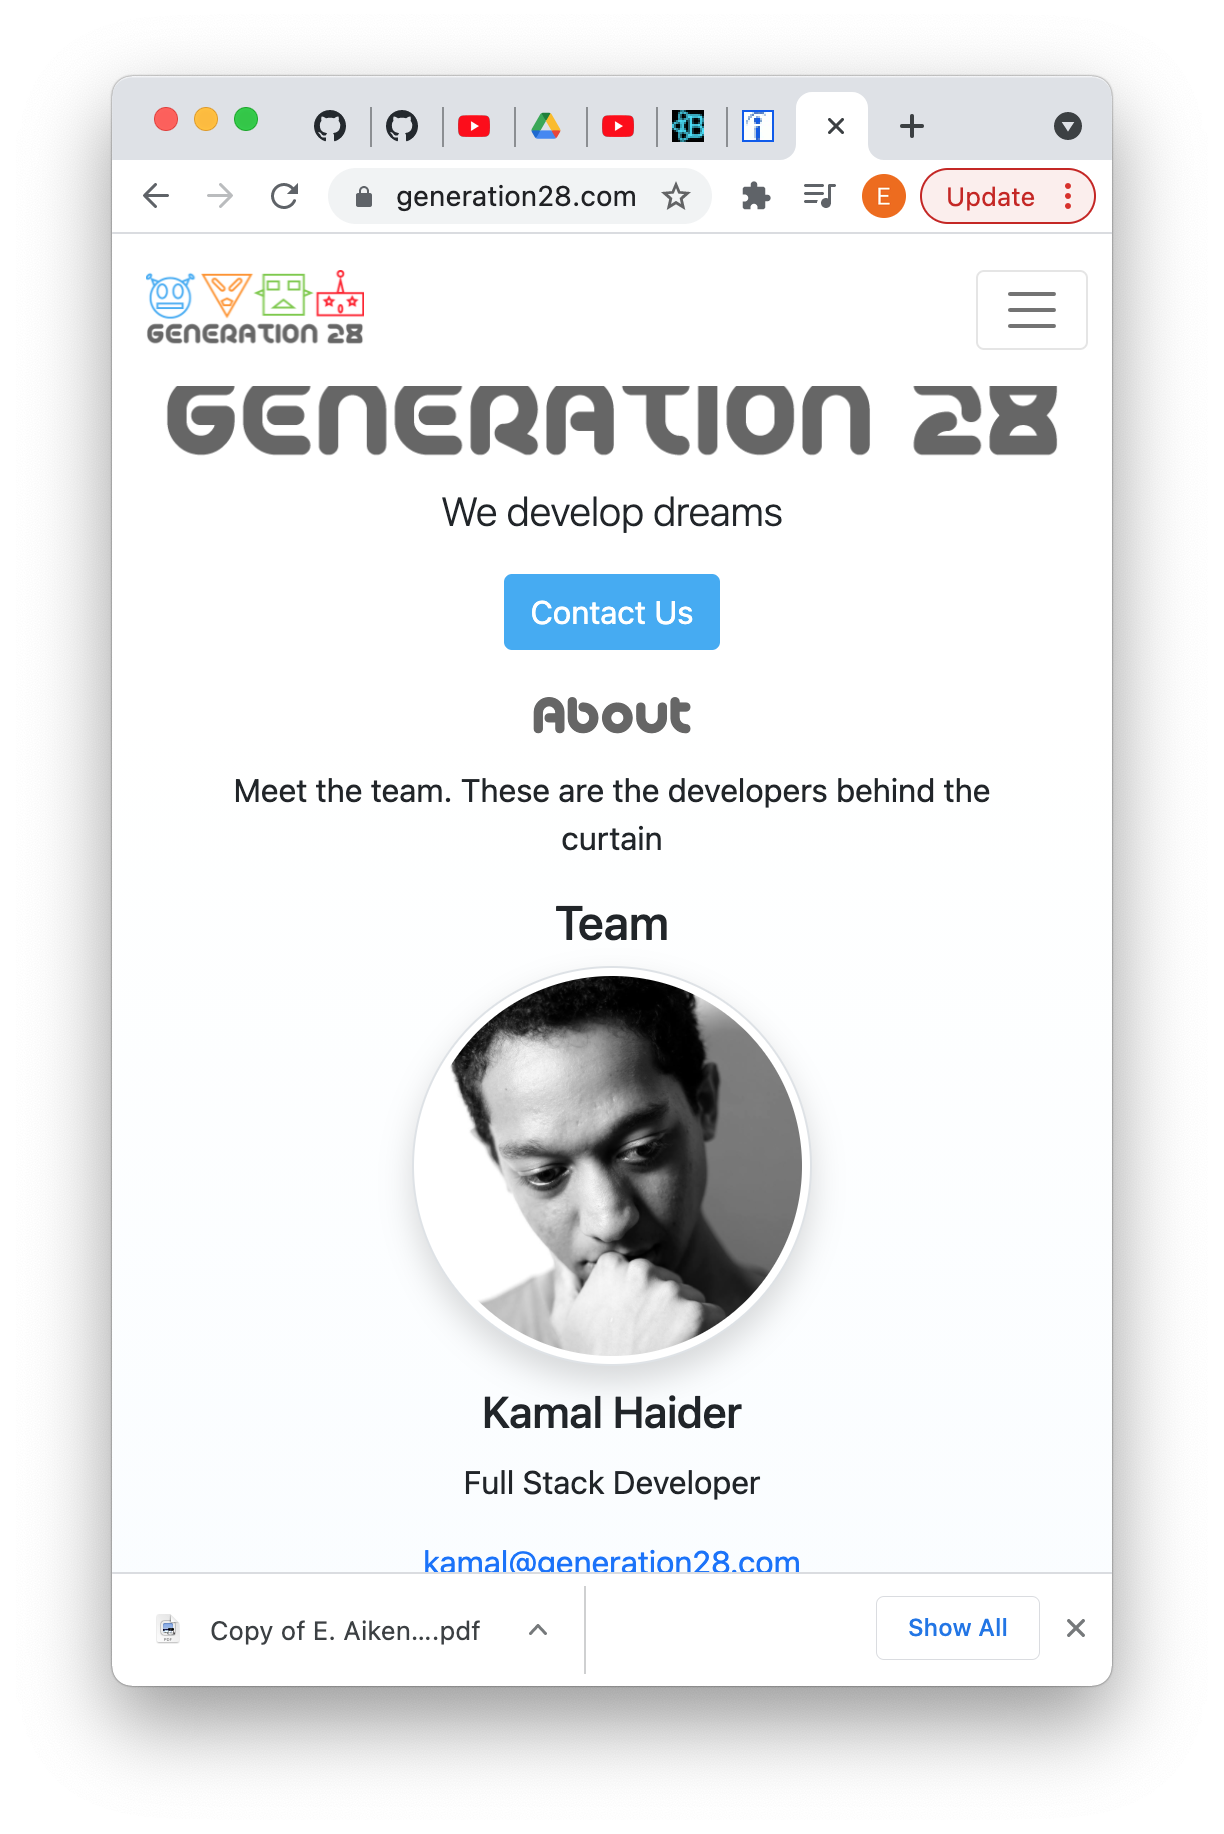 generation28.com
E
Update
GENERATION 28
GENERATION 28
We develop dreams
Contact Us
About
Meet the team. These are the developers behind the
curtain
Team
Kamal Haider
Full Stack Developer
kamal@generation28.com
Copy of E. Aiken....pdf
Show All